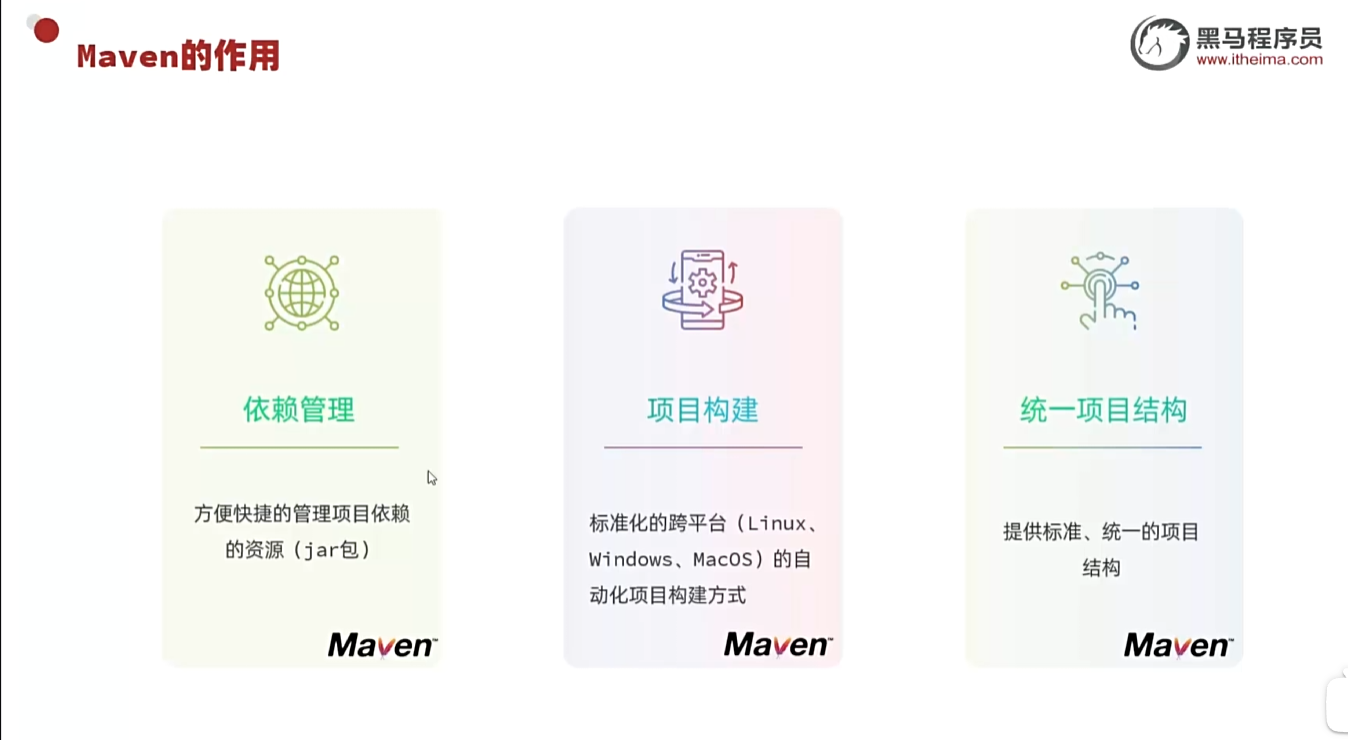 Maven的作用
黑马程序员
www.itheima.com
依赖管理
方便快捷的管理项目依赖
的资源（jar包）
Maven™
项目构建
标准化的跨平台（Linux、
Windows、MacOS）的自
动化项目构建方式
Maven™
统一项目结构
提供标准、统一的项目
结构
Maven™